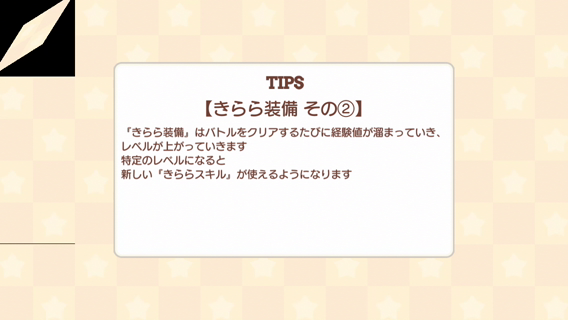 TIPS
【きらら装備 その②】
「きらら装備」はバトルをクリアするたびに経験値が溜まっていき、
レベルが上がっていきます
特定のレベルになると
新しい「きららスキル」が使えるようになります